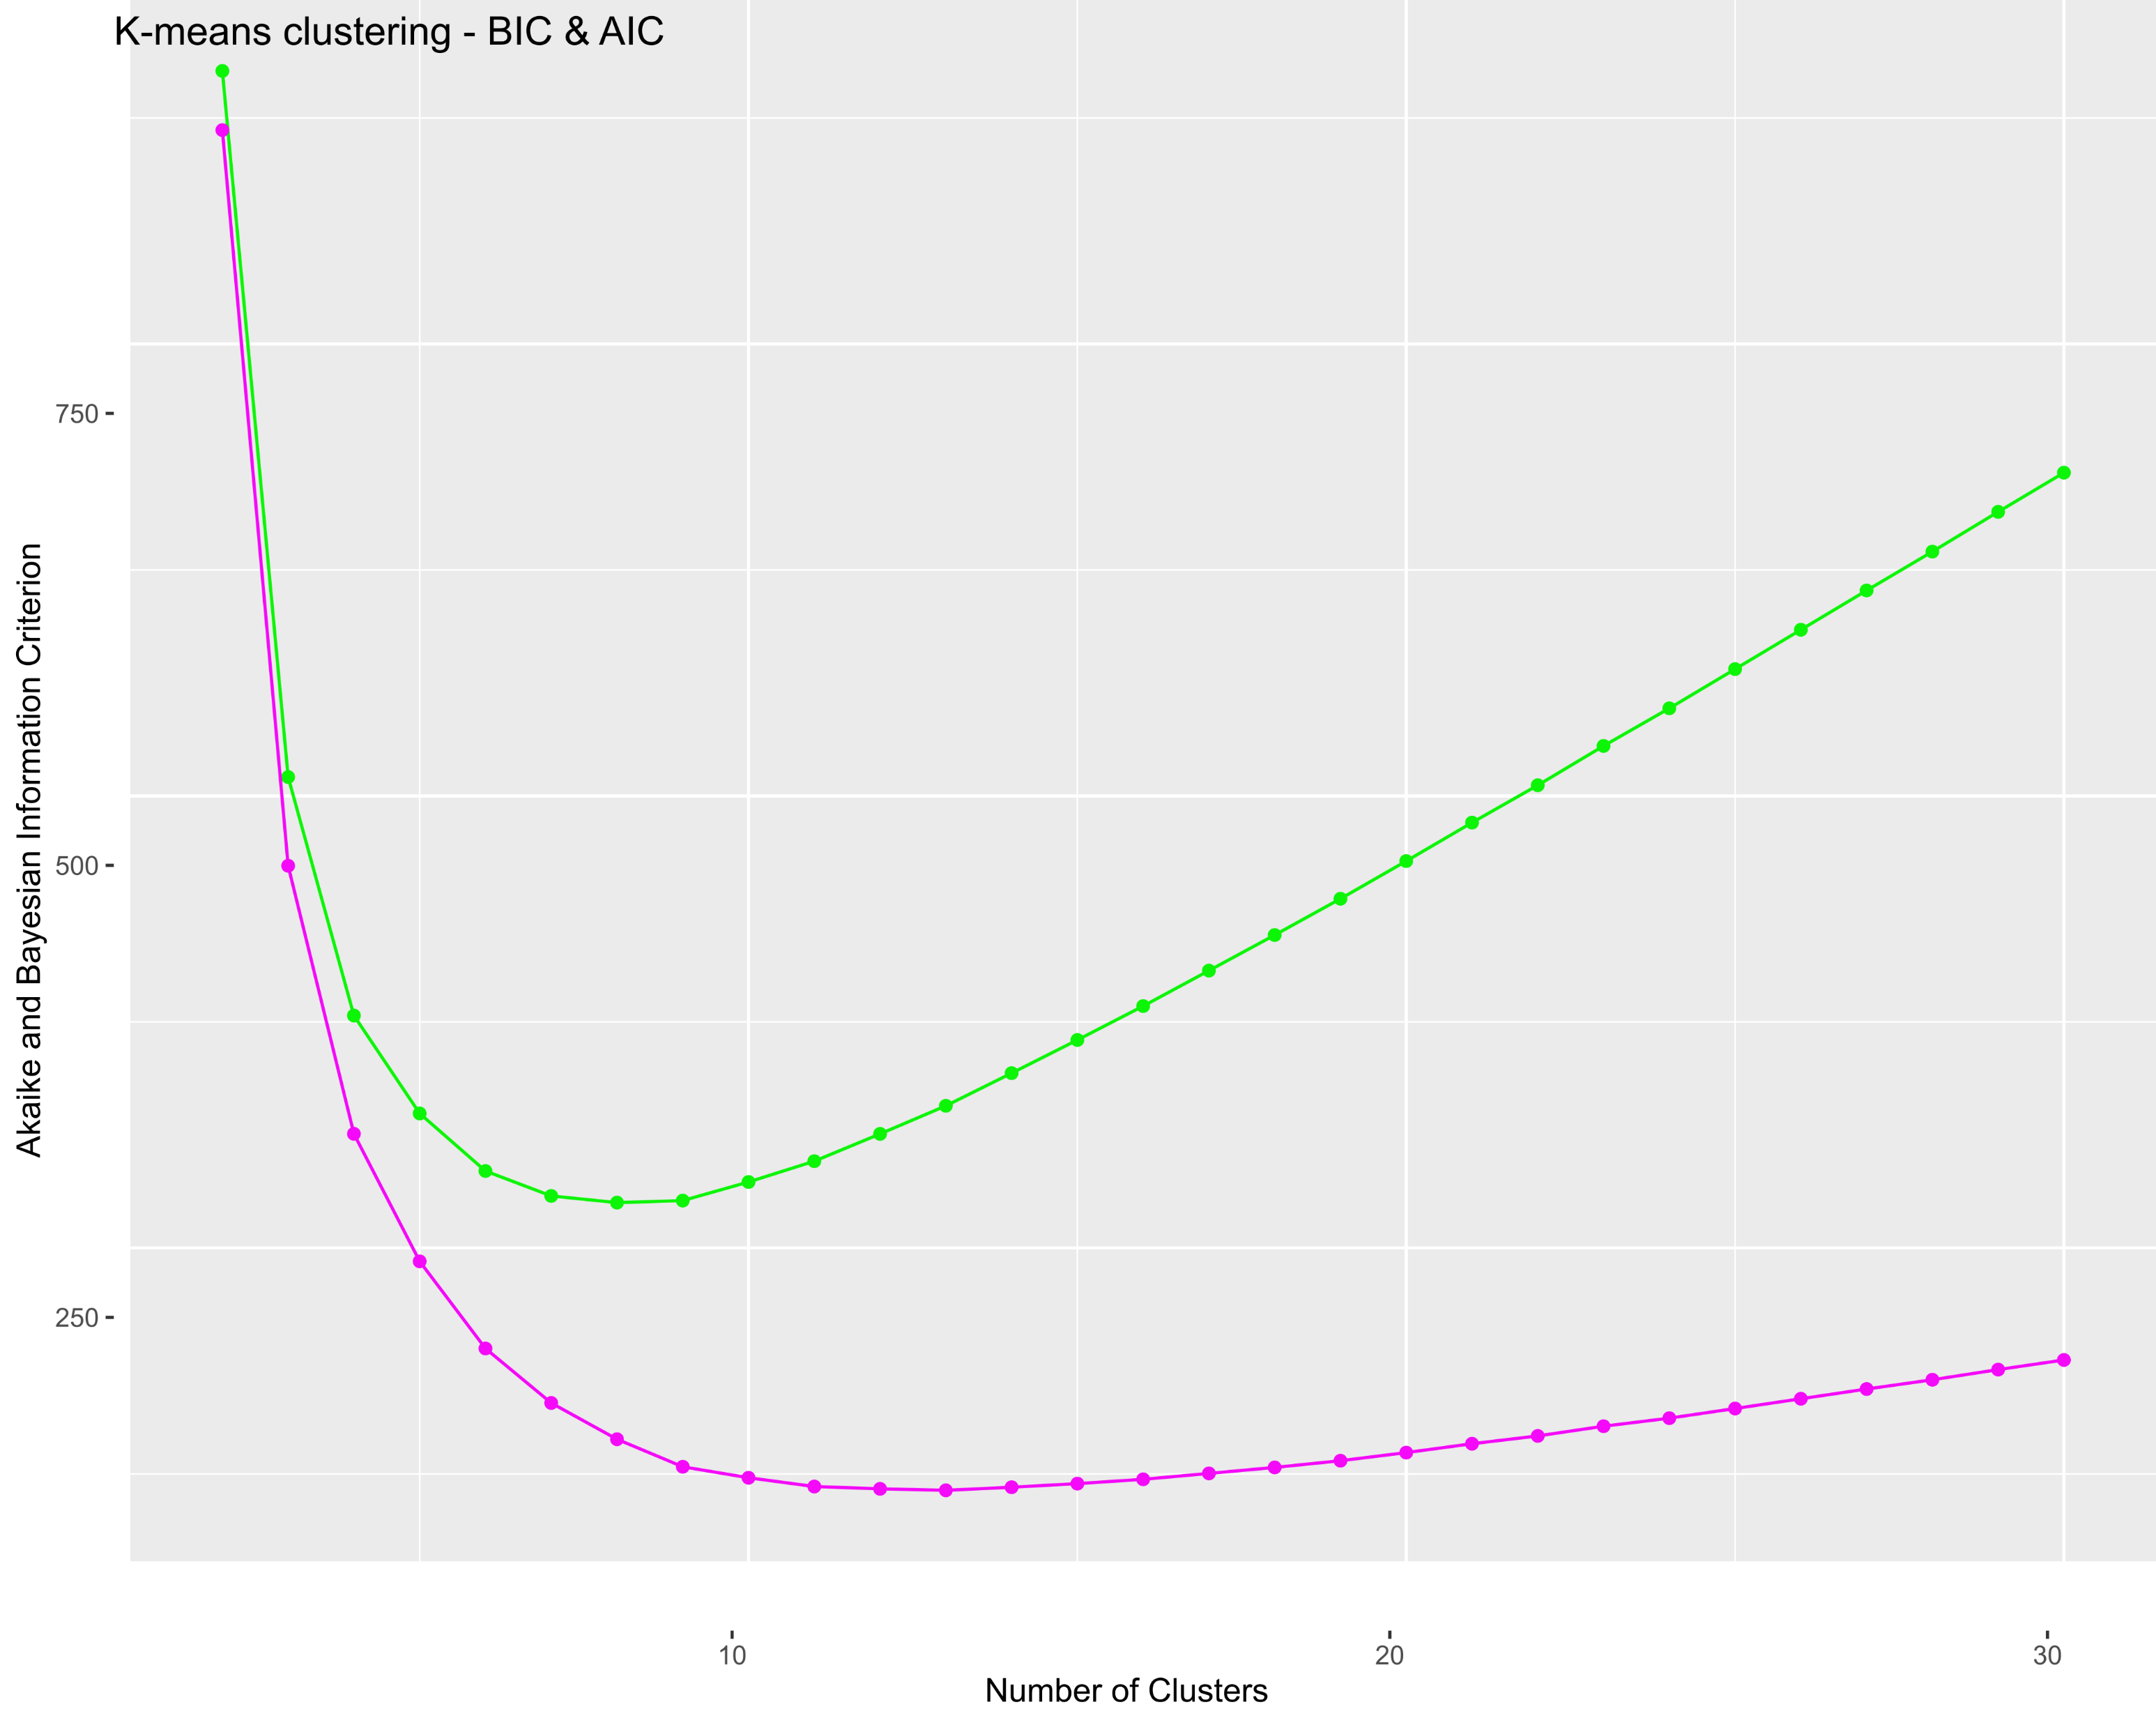 K-means clustering - BIC & AIC
Akaike and Bayesian Information Criterion
750
500
250
10
20
30
Number of Clusters